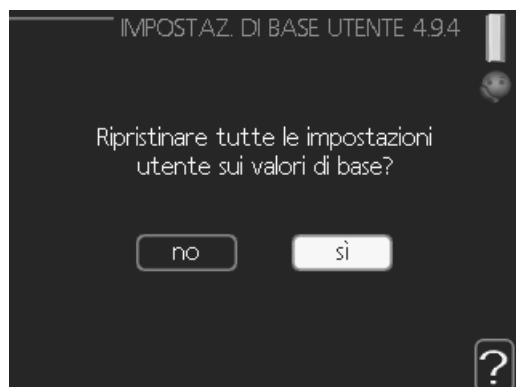 IMPOSTAZ. DI BASE UTENTE 4.9.4
Ripristinare tutte le impostazioni
utente sui valori di base?
no
sì
?